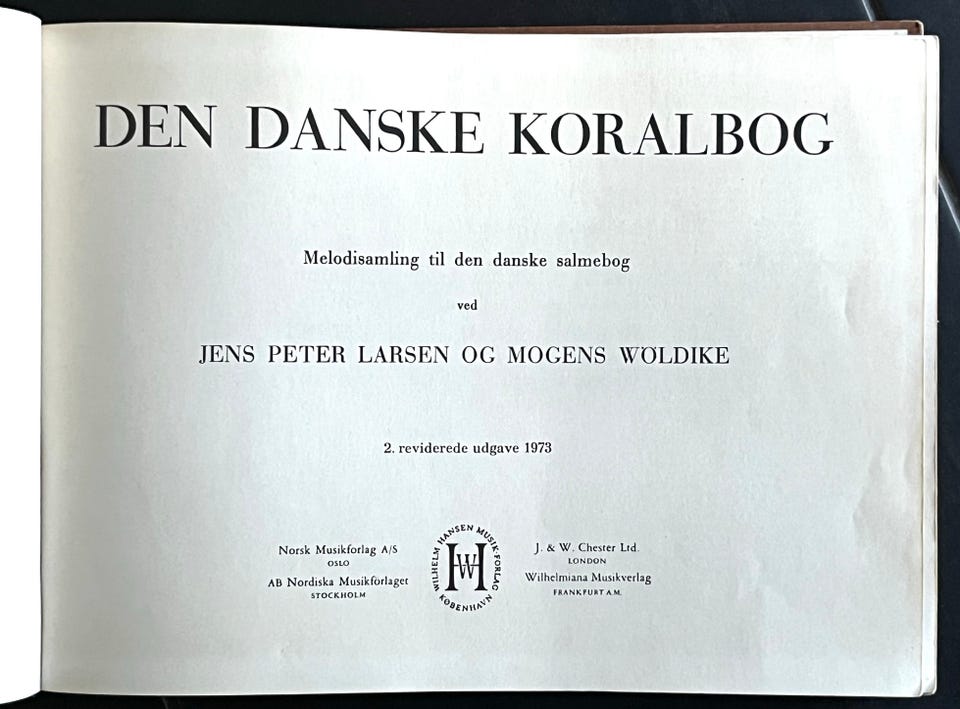 DEN DANSKE KORALBOG
Melodisamling til den danske salmebog
ved
JENS PETER LARSEN OG MOGENS WÖLDIKE
2. reviderede udgave 1973
Norsk Musikforlag A/S
OSLO
AB Nordiska Musikförlaget
STOCKHOLM
WILHELM HANSEN MUSIK-FORLAG
KØBENHAVN
WH
J. & W. Chester Ltd.
LONDON
Wilhelmiana Musikverlag
FRANKFURT A.M.